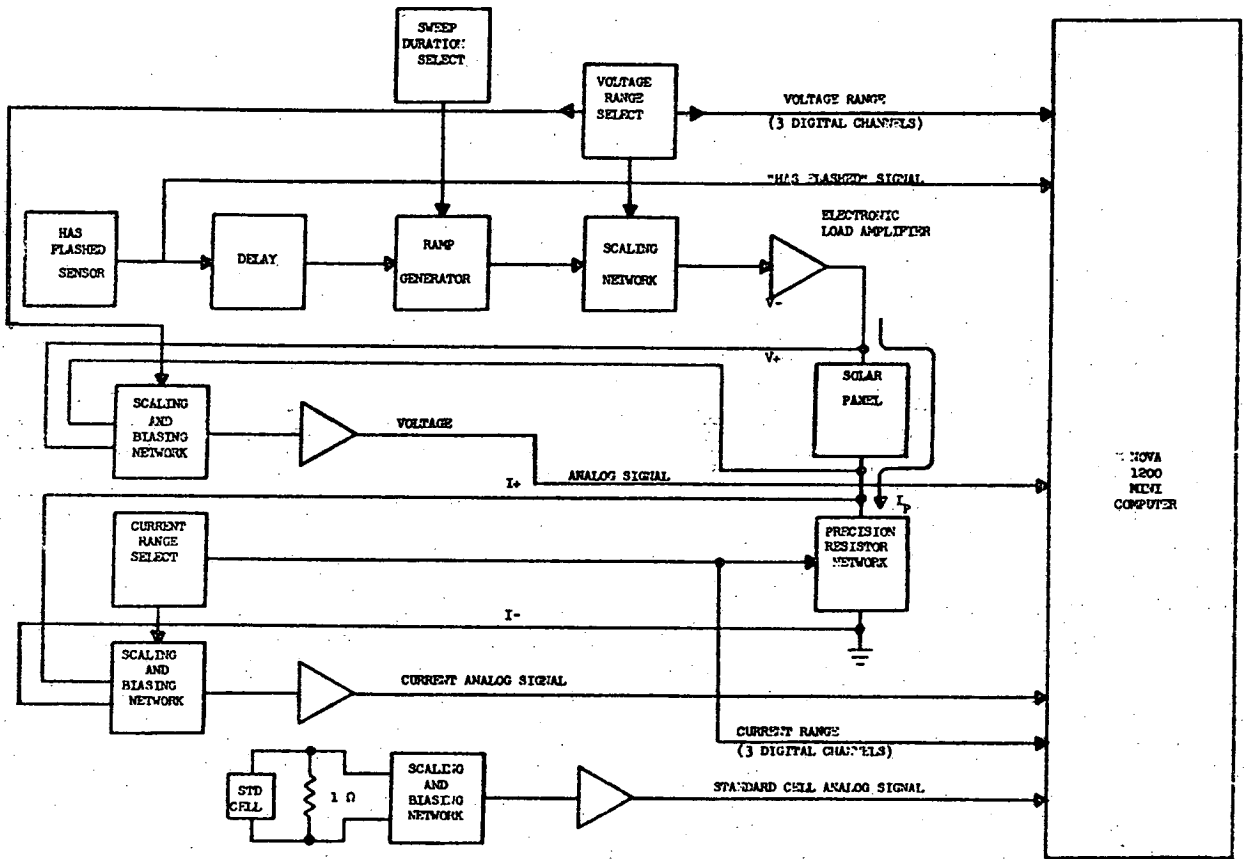 SWEEP
DURATION
SELECT
VOLTAGE
RANGE
SELECT
VOLTAGE RANGE
(3 DIGITAL CHANNELS)
"HAS FLASHED" SIGNAL
HAS
FLASHED
SENSOR
DELAY
RAMP
GENERATOR
SCALING
NETWORK
ELECTRONIC
LOAD AMPLIFIER
V-
V+
SOLAR
PANEL
SCALING
AND
BIASING
NETWORK
VOLTAGE
ANALOG SIGNAL
I+
Ip
NOVA
1200
MINI
COMPUTER
CURRENT
RANGE
SELECT
PRECISION
RESISTOR
NETWORK
I-
SCALING
AND
BIASING
NETWORK
CURRENT ANALOG SIGNAL
CURRENT RANGE
(3 DIGITAL CHANNELS)
STD
CELL
1 Ω
SCALING
AND
BIASING
NETWORK
STANDARD CELL ANALOG SIGNAL